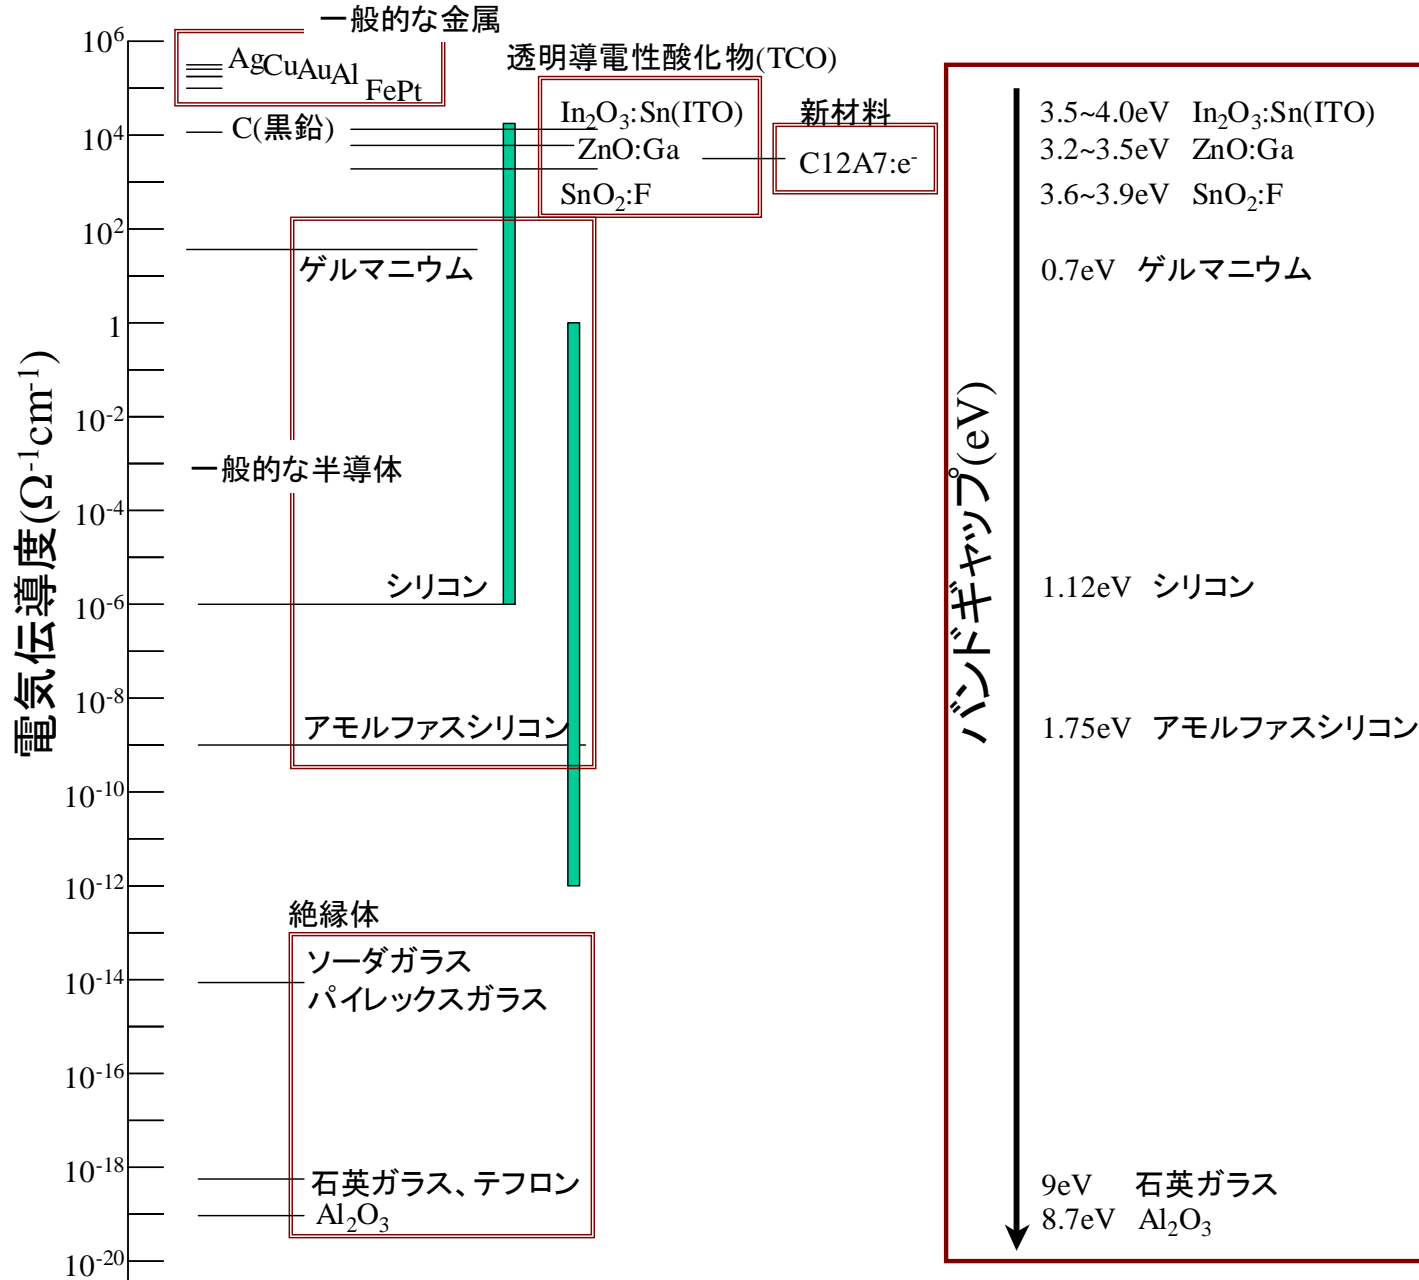 一般的な金属
10⁶
AgCuAuAl
FePt
透明導電性酸化物(TCO)
10⁴
C(黒鉛)
In₂O₃:Sn(ITO)
ZnO:Ga
SnO₂:F
新材料
C12A7:e⁻
10²
ゲルマニウム
1
10⁻²
一般的な半導体
10⁻⁴
シリコン
10⁻⁶
10⁻⁸
アモルファスシリコン
10⁻¹⁰
10⁻¹²
絶縁体
ソーダガラス
10⁻¹⁴
パイレックスガラス
10⁻¹⁶
10⁻¹⁸
石英ガラス、テフロン
Al₂O₃
10⁻²⁰
電気伝導度(Ω⁻¹cm⁻¹)
バンドギャップ(eV)
3.5~4.0eV In₂O₃:Sn(ITO)
3.2~3.5eV ZnO:Ga
3.6~3.9eV SnO₂:F
0.7eV ゲルマニウム
1.12eV シリコン
1.75eV アモルファスシリコン
9eV 石英ガラス
8.7eV Al₂O₃